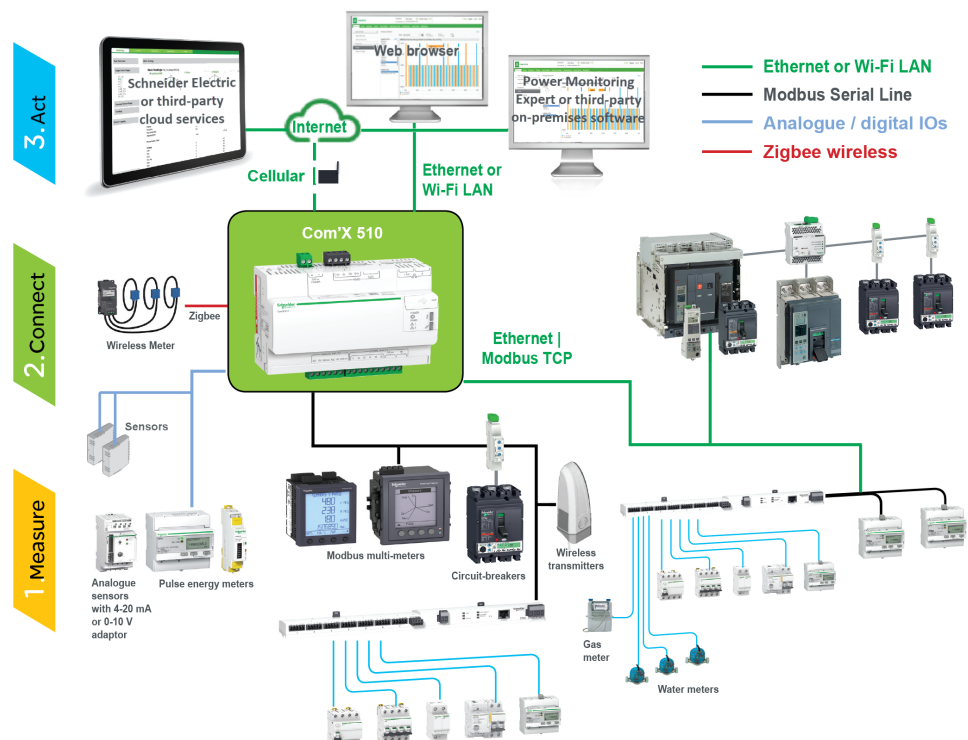 3. Act
Schneider Electric
or third-party
cloud services
Web browser
Power Monitoring
Expert or third-party
on-premises software
Internet
Cellular
Ethernet or
Wi-Fi LAN
Ethernet or Wi-Fi LAN
Modbus Serial Line
Analogue / digital IOs
Zigbee wireless
2. Connect
Com'X 510
Wireless Meter
Zigbee
Ethernet |
Modbus TCP
Sensors
1. Measure
Analogue
sensors
with 4-20 mA
or 0-10 V
adaptor
Pulse energy meters
Modbus multi-meters
Circuit-breakers
Wireless
transmitters
Gas
meter
Water meters